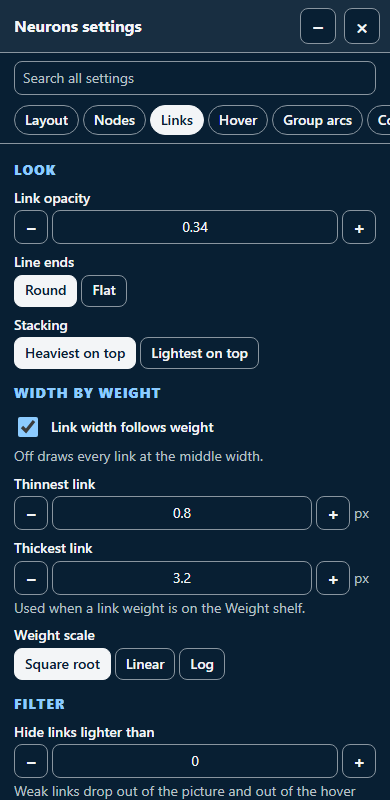 Neurons settings
−
×
Search all settings
Layout
Nodes
Links
Hover
Group arcs
LOOK
Link opacity
− 0.34 +
Line ends
Round
Flat
Stacking
Heaviest on top
Lightest on top
WIDTH BY WEIGHT
Link width follows weight
Off draws every link at the middle width.
Thinnest link
− 0.8 + px
Thickest link
− 3.2 + px
Used when a link weight is on the Weight shelf.
Weight scale
Square root
Linear
Log
FILTER
Hide links lighter than
− 0 +
Weak links drop out of the picture and out of the hover